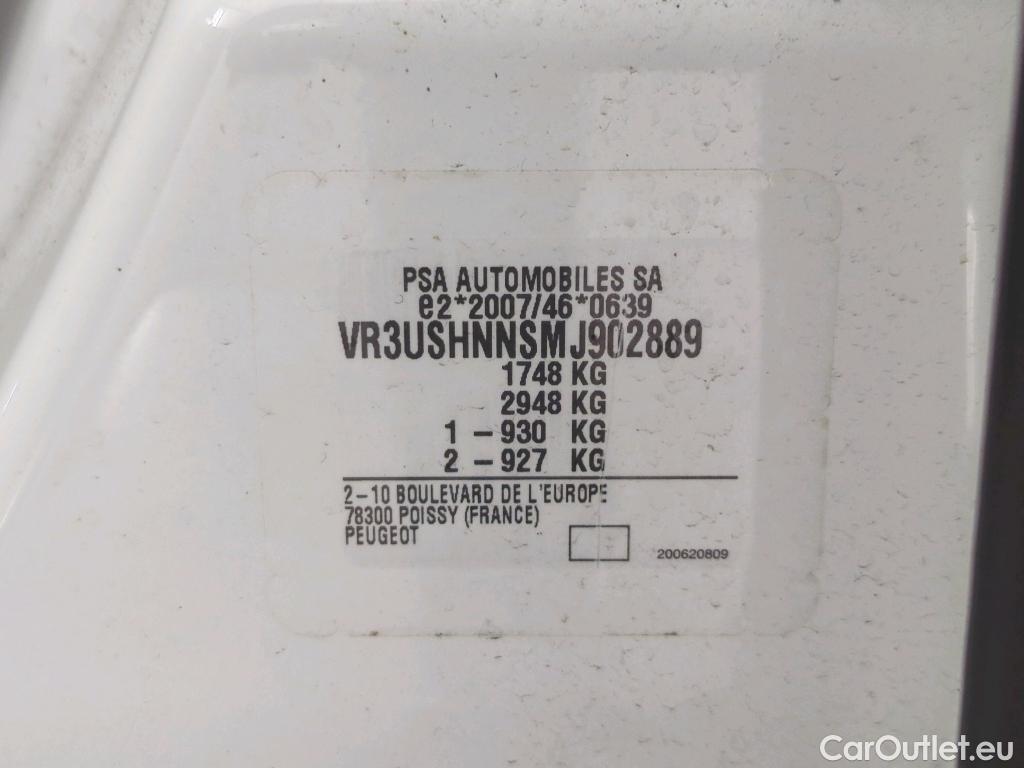 PSA AUTOMOBILES SA
e2*2007/46*0639
VR3USHNNSMJ902889
1748 KG
2948 KG
1 - 930 KG
2 - 927 KG
2-10 BOULEVARD DE L'EUROPE
78300 POISSY (FRANCE)
PEUGEOT
200620809
CarOutlet.eu